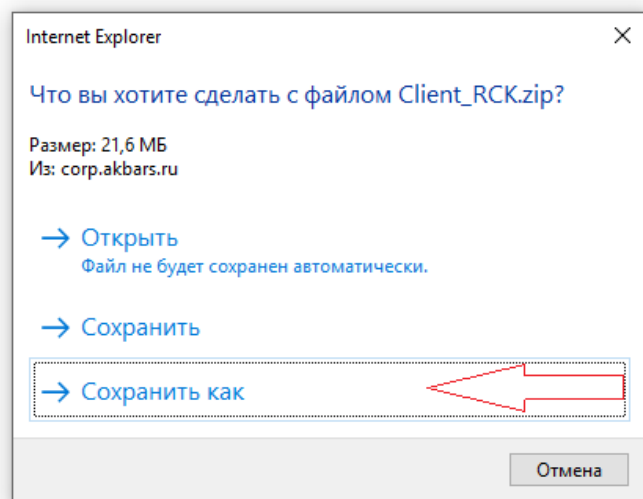 Internet Explorer
Что вы хотите сделать с файлом Client_RCK.zip?
Размер: 21,6 МБ
Из: corp.akbars.ru
Открыть
Файл не будет сохранен автоматически.
Сохранить
Сохранить как
Отмена